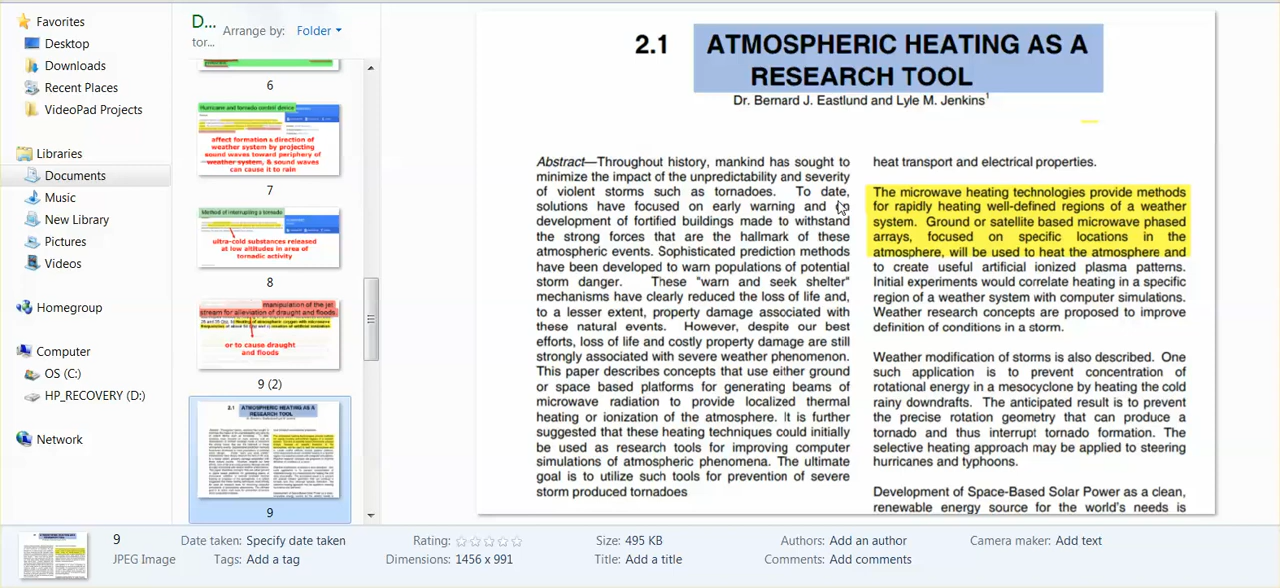 Favorites
Desktop
Downloads
Recent Places
VideoPad Projects
Libraries
Documents
Music
New Library
Pictures
Videos
Homegroup
Computer
OS (C:)
HP_RECOVERY (D:)
Network
D...
tor...
Arrange by: Folder
6
Hurricane and tornado control device
affect formation & direction of
weather system by projecting
sound waves toward periphery of
weather system, & sound waves
can cause it to rain
7
Method of interrupting a tornado
ultra-cold substances released
at low altitudes in area of
tornadic activity
8
manipulation of the jet
stream for alleviation of draught and floods
or to cause draught
and floods
9 (2)
2.1 ATMOSPHERIC HEATING AS A
RESEARCH TOOL
9
2.1 ATMOSPHERIC HEATING AS A
RESEARCH TOOL
Dr. Bernard J. Eastlund and Lyle M. Jenkins1
Abstract—Throughout history, mankind has sought to
minimize the impact of the unpredictability and severity
of violent storms such as tornadoes. To date,
solutions have focused on early warning and on
development of fortified buildings made to withstand
the strong forces that are the hallmark of these
atmospheric events. Sophisticated prediction methods
have been developed to warn populations of potential
storm danger. These "warn and seek shelter"
mechanisms have clearly reduced the loss of life and,
to a lesser extent, property damage associated with
these natural events. However, despite our best
efforts, loss of life and costly property damage are still
strongly associated with severe weather phenomenon.
This paper describes concepts that use either ground
or space based platforms for generating beams of
microwave radiation to provide localized thermal
heating or ionization of the atmosphere. It is further
suggested that these heating techniques could initially
be used as research tools for improving computer
simulations of atmospheric phenomena. The ultimate
goal is to utilize such tools for prevention of severe
storm produced tornadoes
heat transport and electrical properties.
The microwave heating technologies provide methods
for rapidly heating well-defined regions of a weather
system. Ground or satellite based microwave phased
arrays, focused on specific locations in the
atmosphere, will be used to heat the atmosphere and
to create useful artificial ionized plasma patterns.
Initial experiments would correlate heating in a specific
region of a weather system with computer simulations.
Weather research concepts are proposed to improve
definition of conditions in a storm.
Weather modification of storms is also described. One
such application is to prevent concentration of
rotational energy in a mesocyclone by heating the cold
rainy downdrafts. The anticipated result is to prevent
the precise rotation geometry that can produce a
tornado and thus interrupt tornado formation. The
selective heating approach may be applied to steering
hurricanes and typhoons.
Development of Space-Based Solar Power as a clean,
renewable energy source for the world's needs is
9
JPEG Image
Date taken: Specify date taken
Tags: Add a tag
Rating:
Dimensions: 1456 x 991
Size: 495 KB
Title: Add a title
Authors: Add an author
Comments: Add comments
Camera maker: Add text